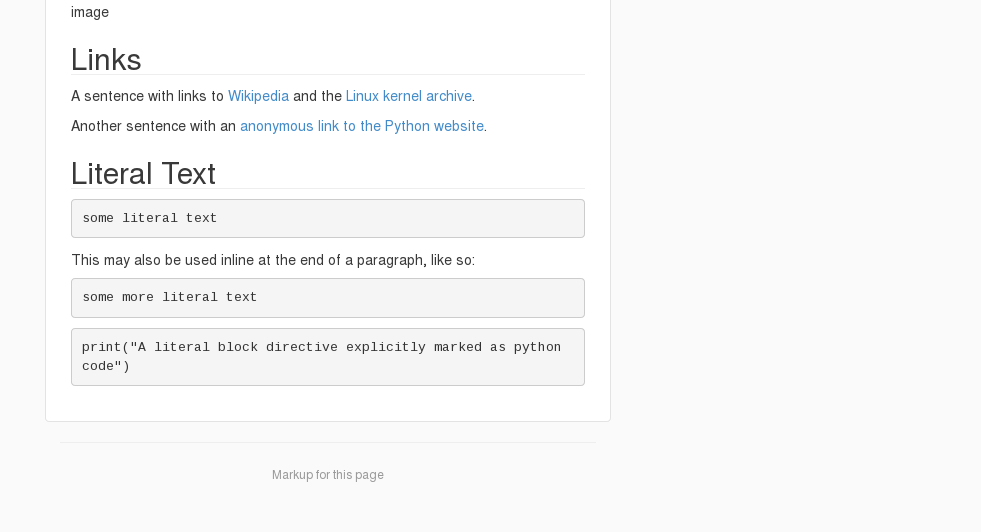 image
Links
A sentence with links to Wikipedia and the Linux kernel archive.
Another sentence with an anonymous link to the Python website.
Literal Text
some literal text
This may also be used inline at the end of a paragraph, like so:
some more literal text
print("A literal block directive explicitly marked as python
code")
Markup for this page